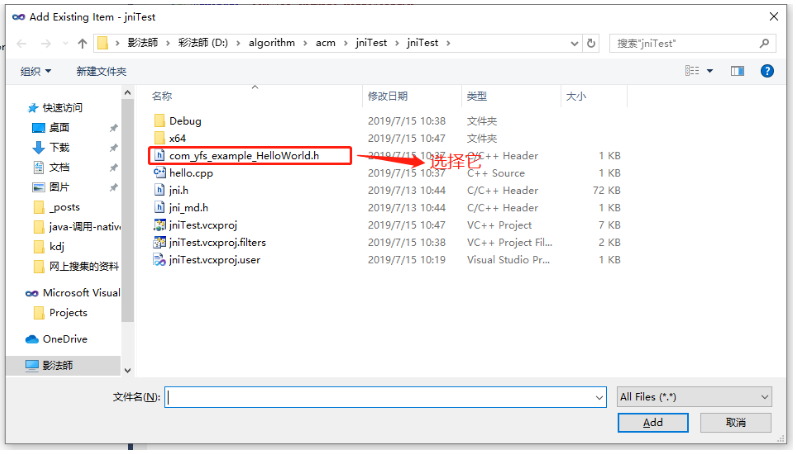 Add Existing Item - jniTest
影法師 > 彩法師 (D:) > algorithm > acm > jniTest > jniTest >
搜索"jniTest"
组织 新建文件夹
快速访问
桌面
下载
文档
图片
_posts
java-调用-nativ
kdj
网上搜集的资料
Microsoft Visual
Projects
OneDrive
影法師
名称 修改日期 类型 大小
Debug 2019/7/15 10:38 文件夹
x64 2019/7/15 10:47 文件夹
com_yfs_example_HelloWorld.h 2019/7/15 10:37 C/C++ Header 1 KB
选择它
hello.cpp 2019/7/15 10:37 C++ Source 1 KB
jni.h 2019/7/13 10:44 C/C++ Header 72 KB
jni_md.h 2019/7/13 10:44 C/C++ Header 1 KB
jniTest.vcxproj 2019/7/15 10:47 VC++ Project 7 KB
jniTest.vcxproj.filters 2019/7/15 10:38 VC++ Project Fil... 2 KB
jniTest.vcxproj.user 2019/7/15 10:19 Visual Studio Pr... 1 KB
文件名(N): All Files (*.*)
Add 取消